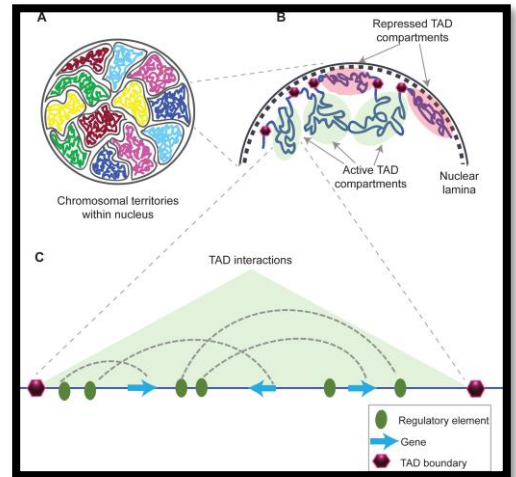 A
B
Repressed TAD
compartments
Active TAD
compartments
Nuclear
lamina
Chromosomal territories
within nucleus
C
TAD interactions
Regulatory element
Gene
TAD boundary